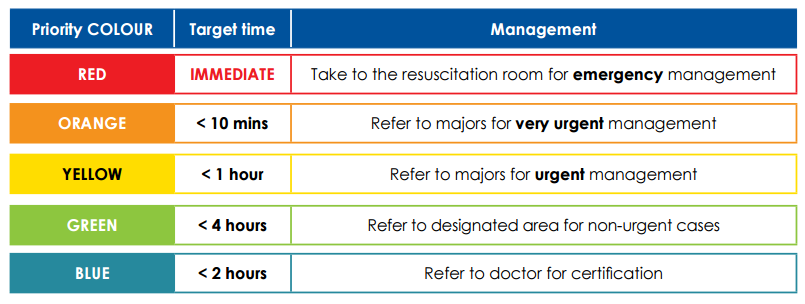 Priority COLOUR Target time Management
RED IMMEDIATE Take to the resuscitation room for emergency management
ORANGE < 10 mins Refer to majors for very urgent management
YELLOW < 1 hour Refer to majors for urgent management
GREEN < 4 hours Refer to designated area for non-urgent cases
BLUE < 2 hours Refer to doctor for certification